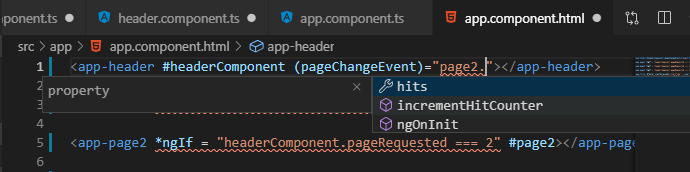 onent.ts
header.component.ts
app.component.ts
app.component.html
src > app > app.component.html > app-header
1 <app-header #headerComponent (pageChangeEvent)="page2."></app-header>
property
hits
incrementHitCounter
ngOnInit
5 <app-page2 *ngIf = "headerComponent.pageRequested === 2" #page2></app-page
6